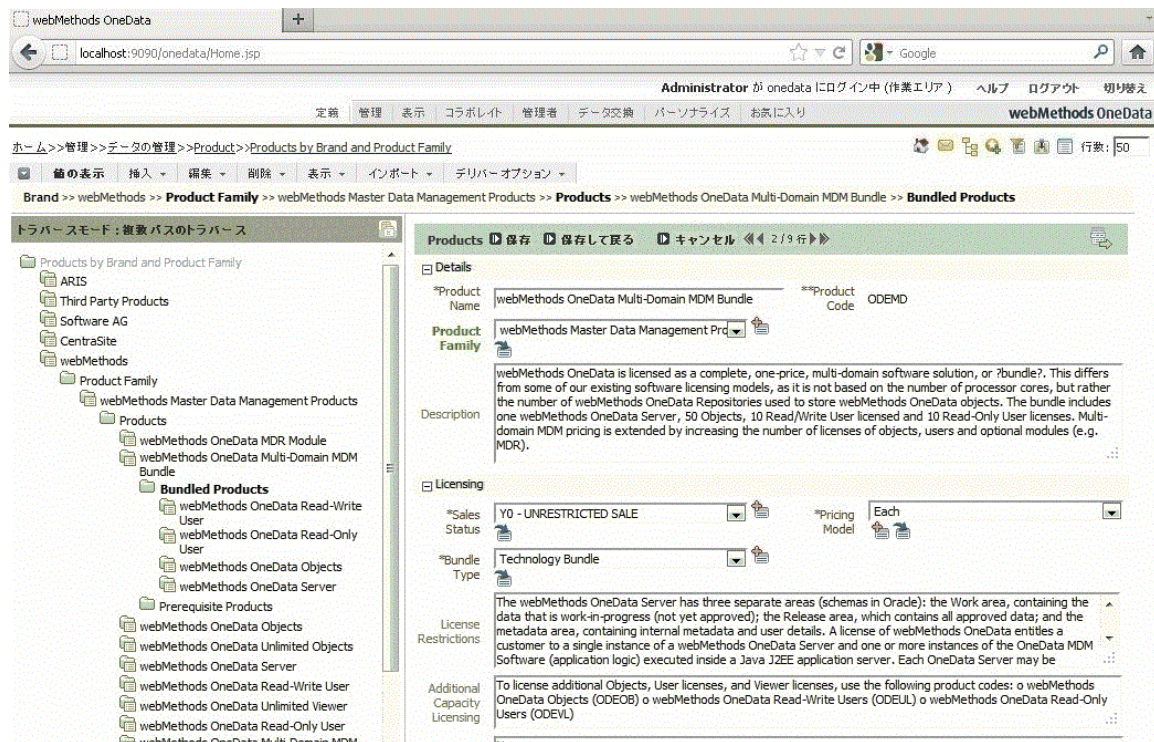 webMethods OneData
+
localhost:9090/onedata/Home.jsp
Google
Administrator が onedata にログイン中 (作業エリア)
ヘルプ ログアウト 切り替え
定義 管理 表示 コラボレイト 管理者 データ交換 パーソナライズ お気に入り
webMethods OneData
ホーム>>管理>>データの管理>>Product>>Products by Brand and Product Family
行数: 50
値の表示 挿入 編集 削除 表示 インポート デリバーオプション
Brand >> webMethods >> Product Family >> webMethods Master Data Management Products >> Products >> webMethods OneData Multi-Domain MDM Bundle >> Bundled Products
トラバースモード : 複数パスのトラバース
Products by Brand and Product Family
ARIS
Third Party Products
Software AG
CentraSite
webMethods
Product Family
webMethods Master Data Management Products
Products
webMethods OneData MDR Module
webMethods OneData Multi-Domain MDM
Bundle
Bundled Products
webMethods OneData Read-Write
User
webMethods OneData Read-Only
User
webMethods OneData Objects
webMethods OneData Server
Prerequisite Products
webMethods OneData Objects
webMethods OneData Unlimited Objects
webMethods OneData Server
webMethods OneData Read-Write User
webMethods OneData Unlimited Viewer
webMethods OneData Read-Only User
webMethods OneData Multi-Domain MDM
Products 保存 保存して戻る キャンセル 2/9 行
Details
*Product
Name
webMethods OneData Multi-Domain MDM Bundle
**Product
Code
ODEMD
Product
Family
webMethods Master Data Management Prc
Description
webMethods OneData is licensed as a complete, one-price, multi-domain software solution, or ?bundle?. This differs
from some of our existing software licensing models, as it is not based on the number of processor cores, but rather
the number of webMethods OneData Repositories used to store webMethods OneData objects. The bundle includes
one webMethods OneData Server, 50 Objects, 10 Read/Write User licensed and 10 Read-Only User licenses. Multi-
domain MDM pricing is extended by increasing the number of licenses of objects, users and optional modules (e.g.
MDR).
Licensing
*Sales
Status
Y0 - UNRESTRICTED SALE
*Pricing
Model
Each
*Bundle
Type
Technology Bundle
License
Restrictions
The webMethods OneData Server has three separate areas (schemas in Oracle): the Work area, containing the
data that is work-in-progress (not yet approved); the Release area, which contains all approved data; and the
metadata area, containing internal metadata and user details. A license of webMethods OneData entitles a
customer to a single instance of a webMethods OneData Server and one or more instances of the OneData MDM
Software (application logic) executed inside a Java J2EE application server. Each OneData Server may be
Additional
Capacity
Licensing
To license additional Objects, User licenses, and Viewer licenses, use the following product codes: o webMethods
OneData Objects (ODEOB) o webMethods OneData Read-Write Users (ODEUL) o webMethods OneData Read-Only
Users (ODEVL)